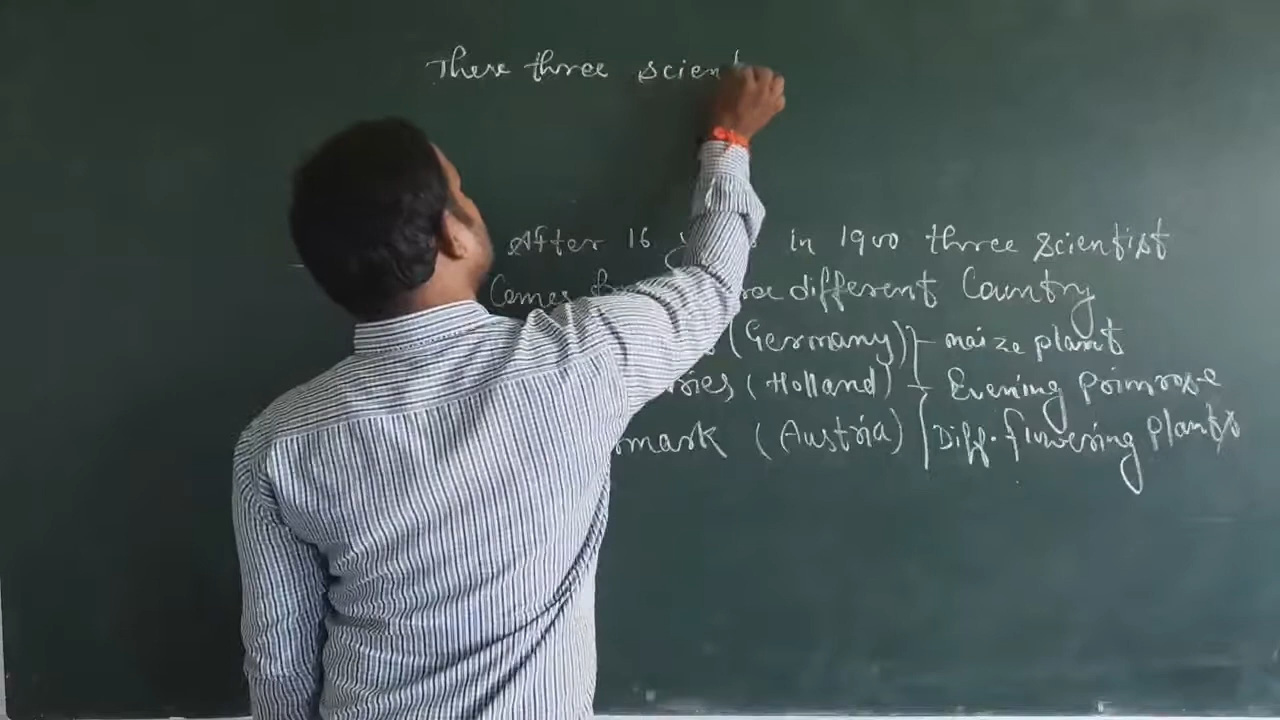 There three scient
After 16 in 1900 three scientist
Comes different Country
(Germany) maize plant
ries (Holland) Evening Primrose
mark (Austria) Diff. flowering plants